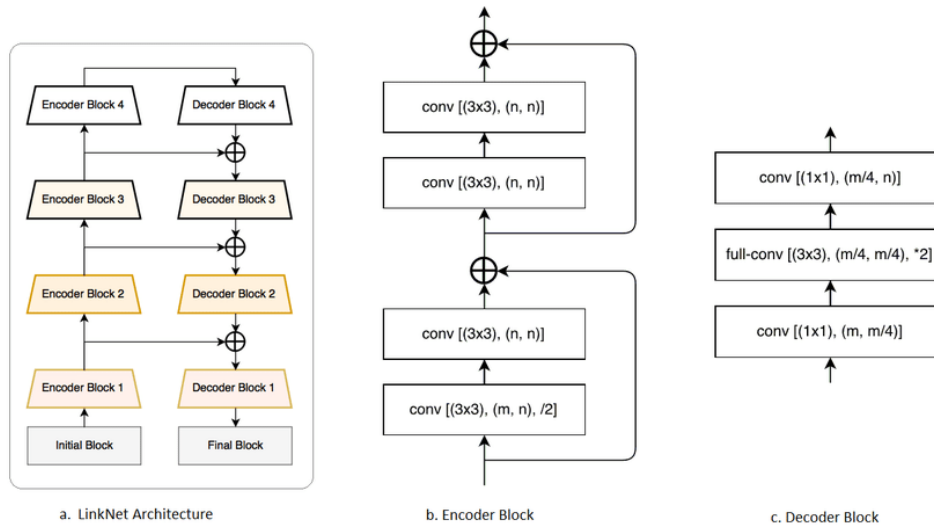 Encoder Block 4
Decoder Block 4
Encoder Block 3
Decoder Block 3
Encoder Block 2
Decoder Block 2
Encoder Block 1
Decoder Block 1
Initial Block
Final Block
a. LinkNet Architecture
conv [(3x3), (n, n)]
conv [(3x3), (n, n)]
conv [(3x3), (n, n)]
conv [(3x3), (m, n), /2]
b. Encoder Block
conv [(1x1), (m/4, n)]
full-conv [(3x3), (m/4, m/4), *2]
conv [(1x1), (m, m/4)]
c. Decoder Block